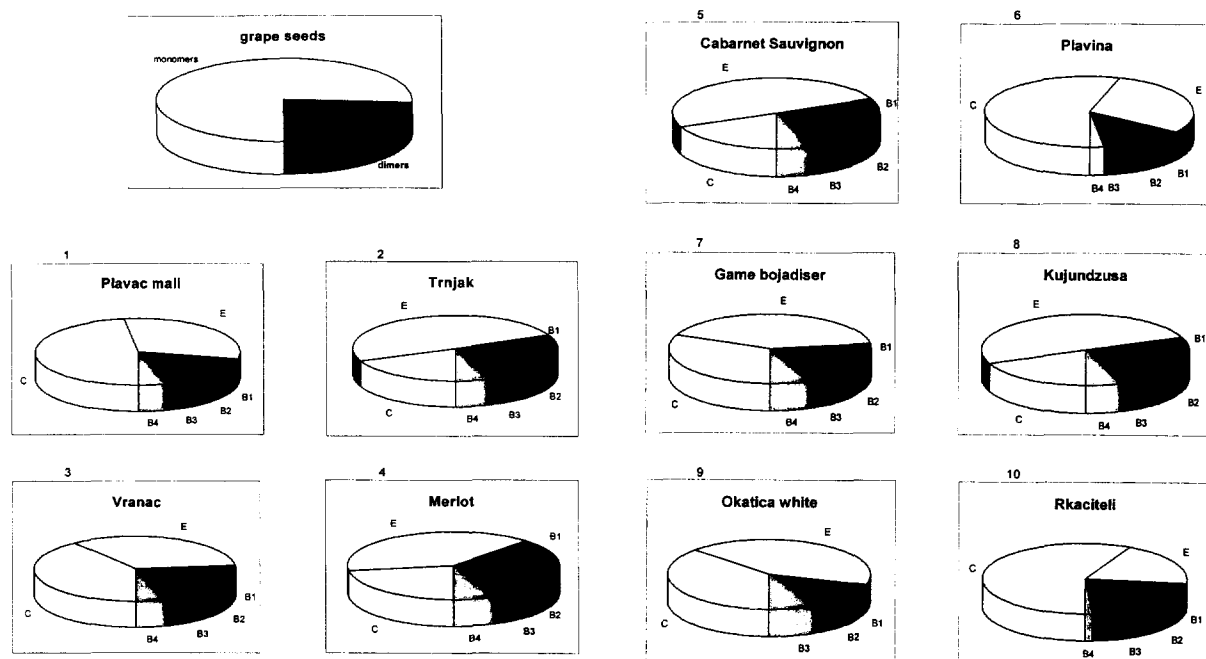 grape seeds
monomers
dimers
5
Cabarnet Sauvignon
E
B1
B2
B3
B4
C
6
Plavina
C
E
B1
B2
B4 B3
1
Plavac mali
E
C
B1
B2
B3
B4
2
Trnjak
E
B1
B2
B3
B4
C
7
Game bojadiser
E
B1
B2
B3
B4
C
8
Kujundzusa
E
B1
B2
B3
B4
C
3
Vranac
E
C
B1
B2
B3
B4
4
Merlot
E
B1
B2
B3
B4
C
9
Okatica white
E
C
B1
B2
B3
10
Rkaciteli
C
E
B1
B2
B3
B4